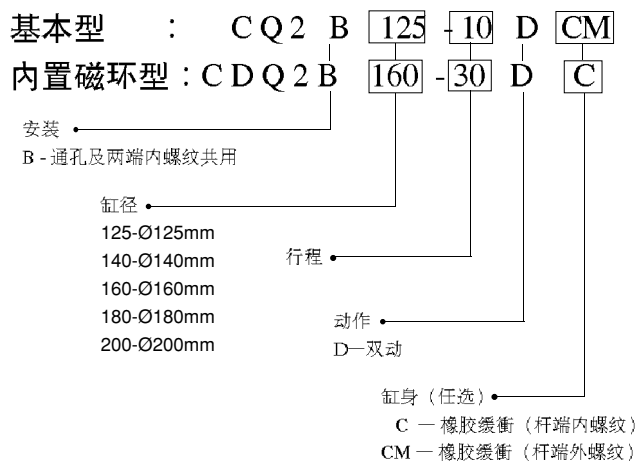 基本型 : CQ2 B 125 -10 D CM
内置磁环型 : CDQ2B 160 -30 D C
安装
B - 通孔及两端内螺纹共用
缸径
125-Ø125mm
140-Ø140mm
160-Ø160mm
180-Ø180mm
200-Ø200mm
行程
动作
D—双动
缸身（任选）
C — 橡胶缓衝（杆端内螺纹）
CM — 橡胶缓衝（杆端外螺纹）